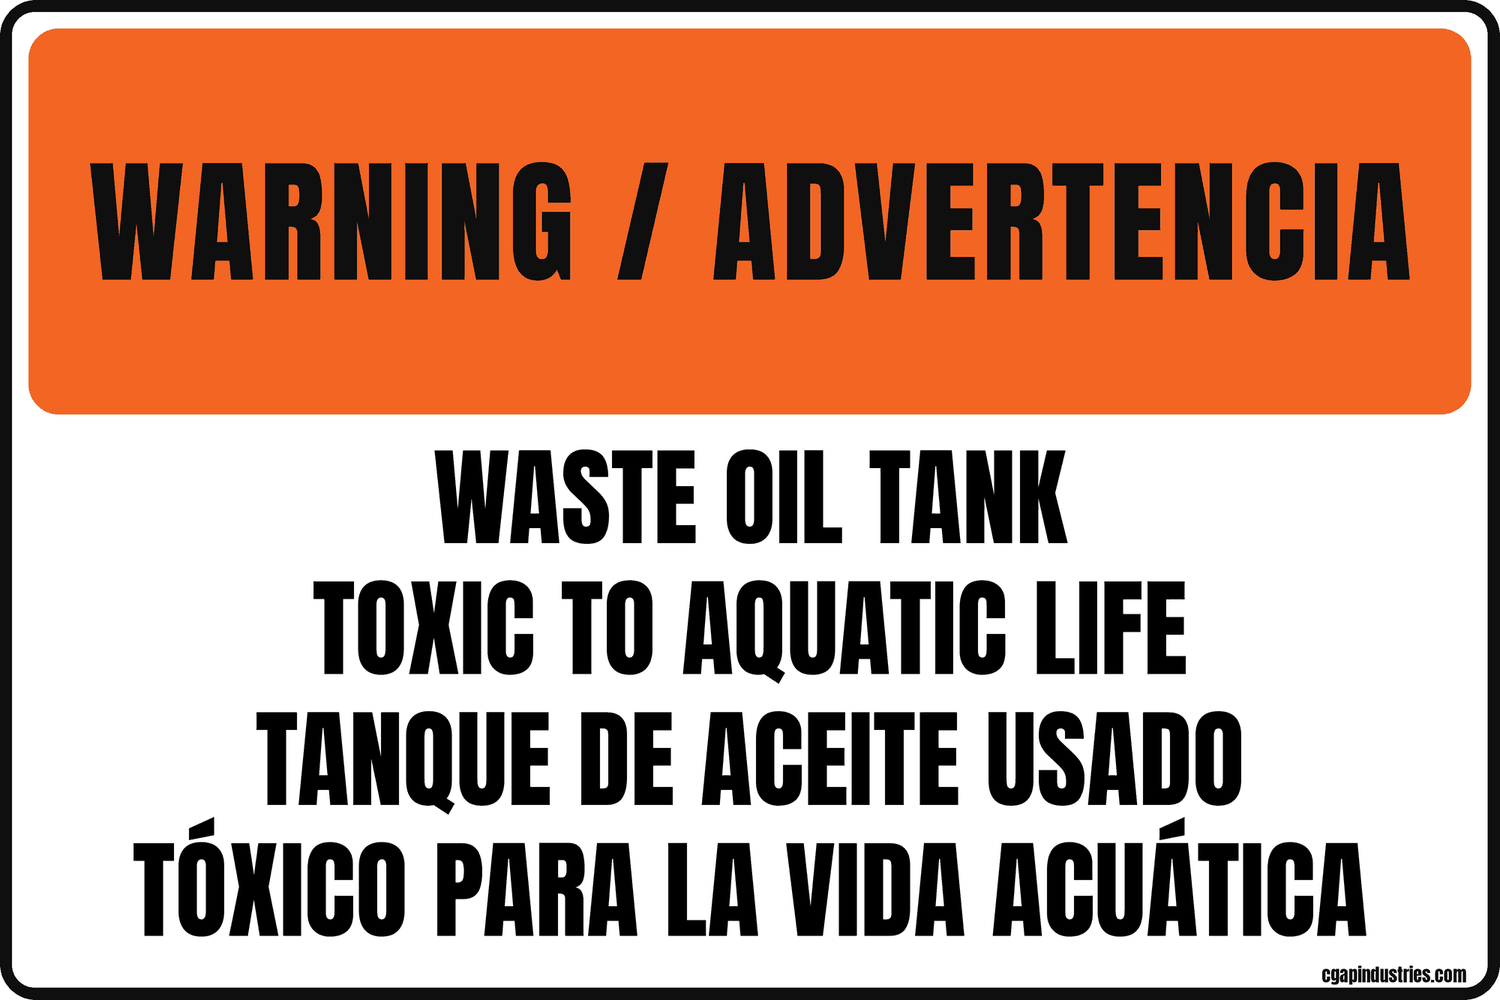 WARNING / ADVERTENCIA
WASTE OIL TANK
TOXIC TO AQUATIC LIFE
TANQUE DE ACEITE USADO
TÓXICO PARA LA VIDA ACUÁTICA
cgapindustries.com